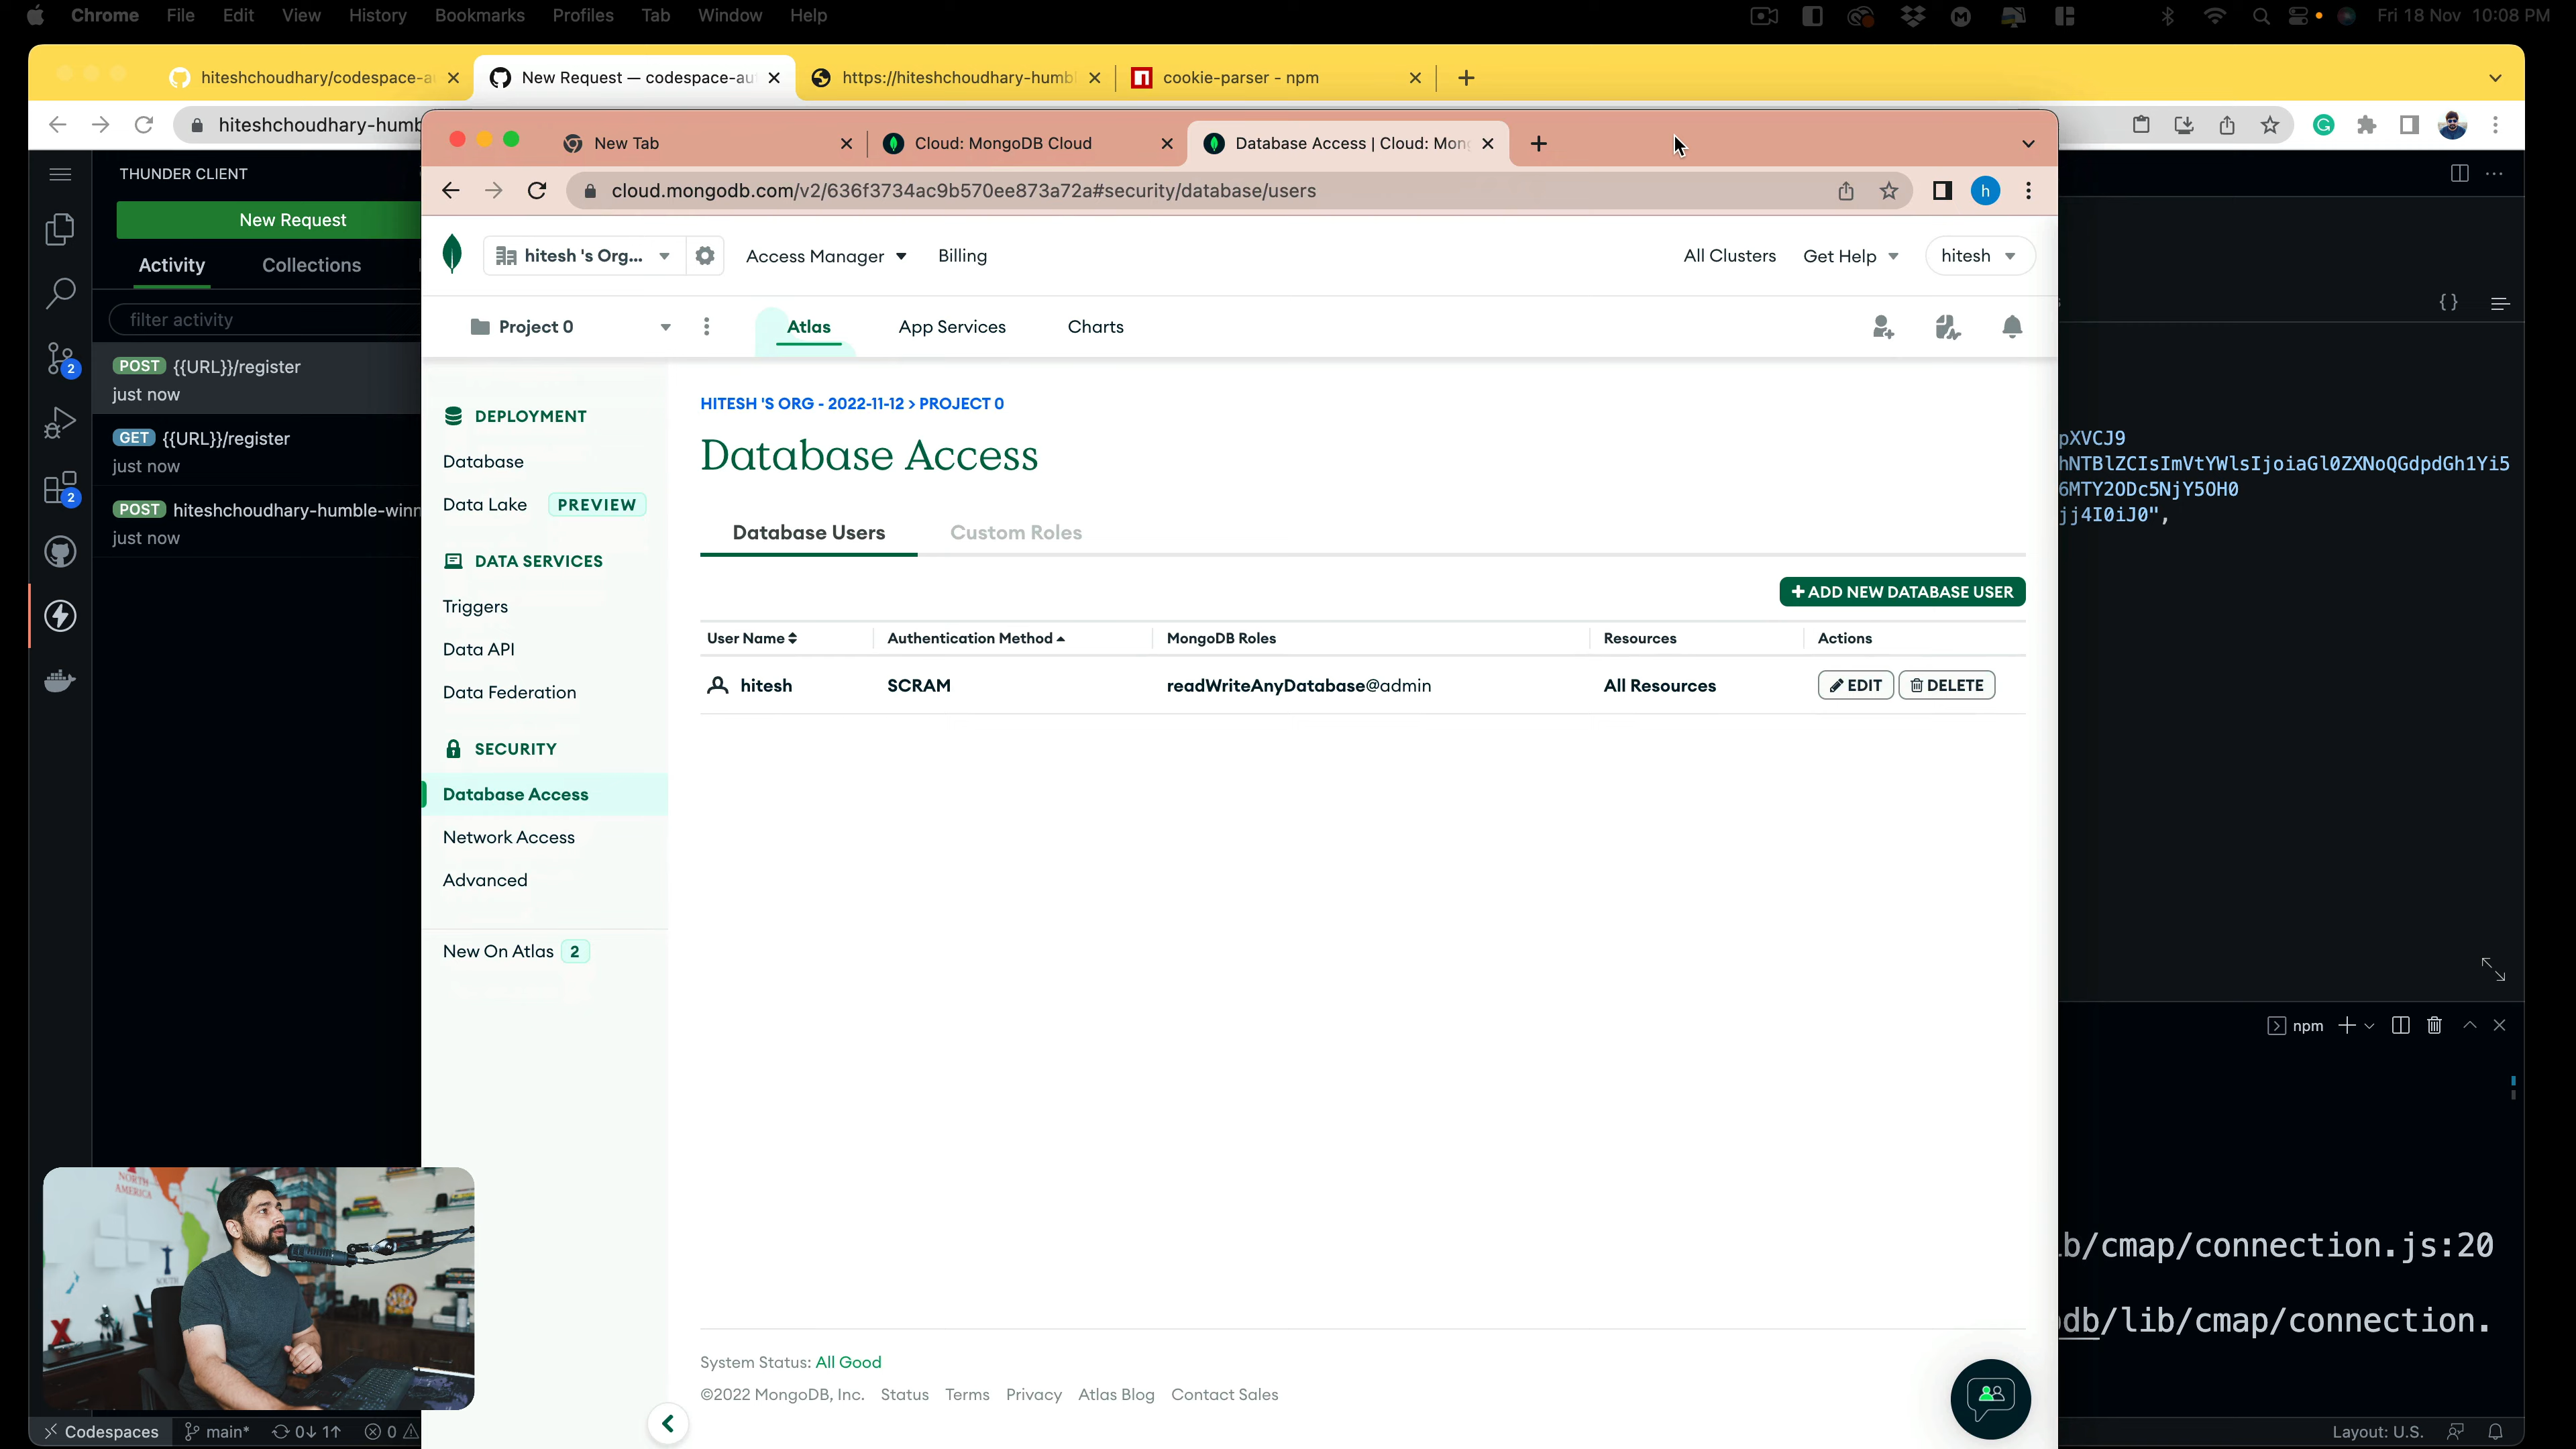 Chrome File Edit View History Bookmarks Profiles Tab Window Help
Fri 18 Nov 10:08 PM
hiteshchoudhary/codespace-a
New Request — codespace-au
https://hiteshchoudhary-humbl
cookie-parser - npm
hiteshchoudhary-humb
New Tab
Cloud: MongoDB Cloud
Database Access | Cloud: Mon
cloud.mongodb.com/v2/636f3734ac9b570ee873a72a#security/database/users
h
THUNDER CLIENT
New Request
Activity
Collections
filter activity
POST {{URL}}/register
just now
GET {{URL}}/register
just now
POST hiteshchoudhary-humble-winn
just now
2
2
hitesh 's Org...
Access Manager
Billing
All Clusters
Get Help
hitesh
Project 0
Atlas
App Services
Charts
DEPLOYMENT
Database
Data Lake PREVIEW
DATA SERVICES
Triggers
Data API
Data Federation
SECURITY
Database Access
Network Access
Advanced
New On Atlas 2
HITESH 'S ORG - 2022-11-12 > PROJECT 0
Database Access
Database Users
Custom Roles
+ ADD NEW DATABASE USER
User Name Authentication Method MongoDB Roles Resources Actions
hitesh SCRAM readWriteAnyDatabase@admin All Resources EDIT DELETE
System Status: All Good
©2022 MongoDB, Inc. Status Terms Privacy Atlas Blog Contact Sales
{}
pXVCJ9
hNTBlZCIsImVtYWlsIjoiaGl0ZXNoQGdpdGh1Yi5
6MTY2ODc5NjY5OH0
jj4I0iJ0",
npm
b/cmap/connection.js:20
db/lib/cmap/connection.
NORTH
AMERICA
SOUTH
Codespaces main* 0↓ 1↑ 0
Layout: U.S.